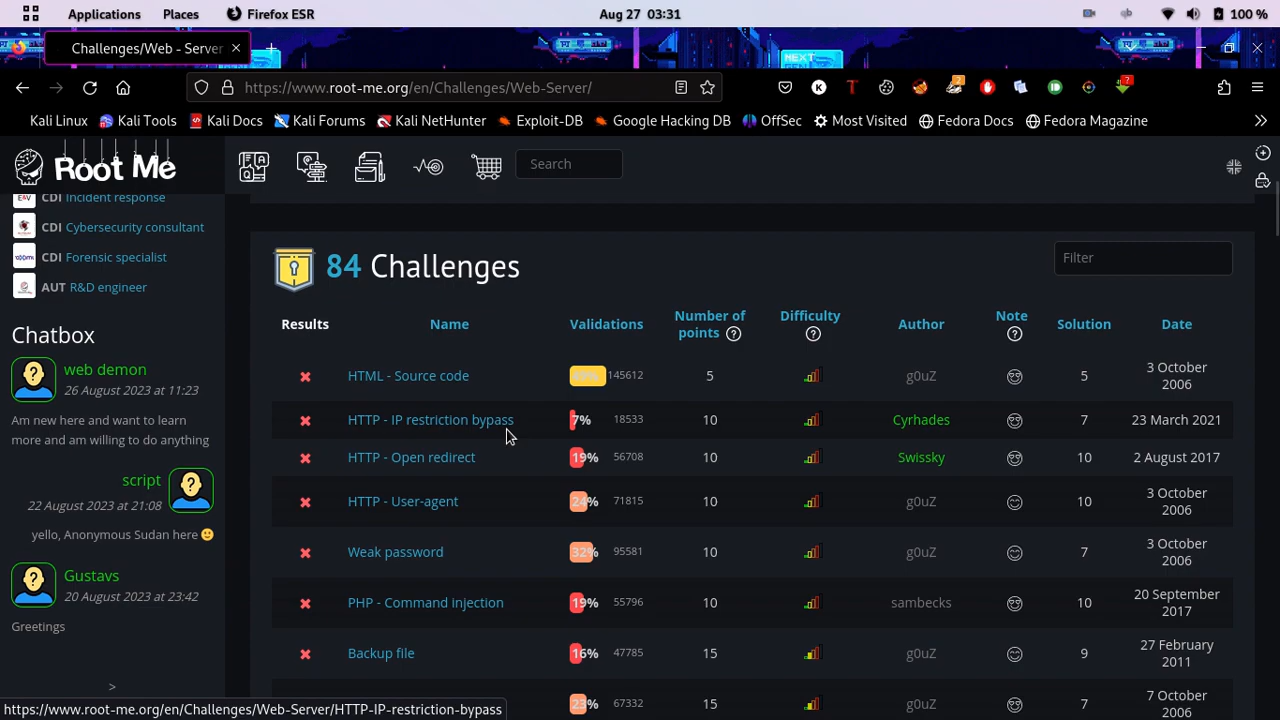 Applications Places Firefox ESR Aug 27 03:31 100 %
Challenges/Web - Server
NEXT
https://www.root-me.org/en/Challenges/Web-Server/
Kali Linux Kali Tools Kali Docs Kali Forums Kali NetHunter Exploit-DB Google Hacking DB OffSec Most Visited Fedora Docs Fedora Magazine
Root Me Search
CDI Incident response
CDI Cybersecurity consultant
CDI Forensic specialist
AUT R&D engineer
Chatbox
web demon
26 August 2023 at 11:23
Am new here and want to learn
more and am willing to do anything
script
22 August 2023 at 21:08
yello, Anonymous Sudan here
Gustavs
20 August 2023 at 23:42
Greetings
>
84 Challenges Filter
Results Name Validations Number of points Difficulty Author Note Solution Date
HTML - Source code 145612 5 g0uZ 5 3 October 2006
HTTP - IP restriction bypass 7% 18533 10 Cyrhades 7 23 March 2021
HTTP - Open redirect 19% 56708 10 Swissky 10 2 August 2017
HTTP - User-agent 24% 71815 10 g0uZ 10 3 October 2006
Weak password 32% 95581 10 g0uZ 7 3 October 2006
PHP - Command injection 19% 55796 10 sambecks 10 20 September 2017
Backup file 16% 47785 15 g0uZ 9 27 February 2011
23% 67332 15 g0uZ 7 7 October 2006
https://www.root-me.org/en/Challenges/Web-Server/HTTP-IP-restriction-bypass